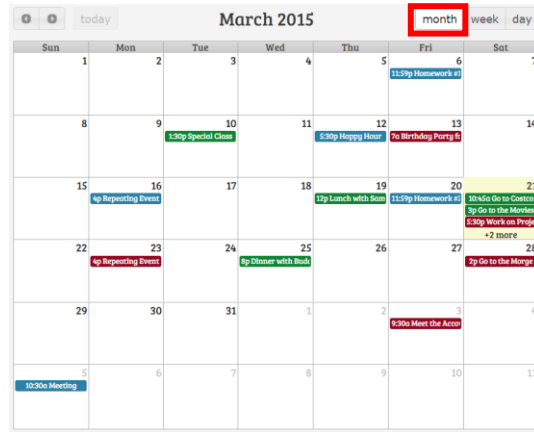 today March 2015 month week day
Sun Mon Tue Wed Thu Fri Sat
1 2 3 4 5 6 7
11:59p Homework #1
8 9 10 11 12 13 14
1:30p Special Class 5:30p Happy Hour 7a Birthday Party fo
15 16 17 18 19 20 21
4p Repeating Event 12p Lunch with Sam 11:59p Homework #2 10:45a Go to Costco
3p Go to the Movies
5:30p Work on Proje
+2 more
22 23 24 25 26 27 28
4p Repeating Event 8p Dinner with Budd 2p Go to the Morge
29 30 31 1 2 3 4
9:30a Meet the Accou
5 6 7 8 9 10 11
10:30a Meeting